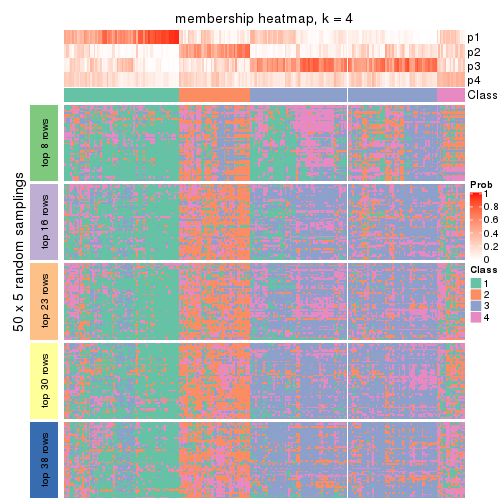 membership heatmap, k = 4
p1
p2
p3
p4
Class
50 x 5 random samplings
top 8 rows
top 16 rows
top 23 rows
top 30 rows
top 38 rows
Prob
1
0.8
0.6
0.4
0.2
0
Class
1
2
3
4